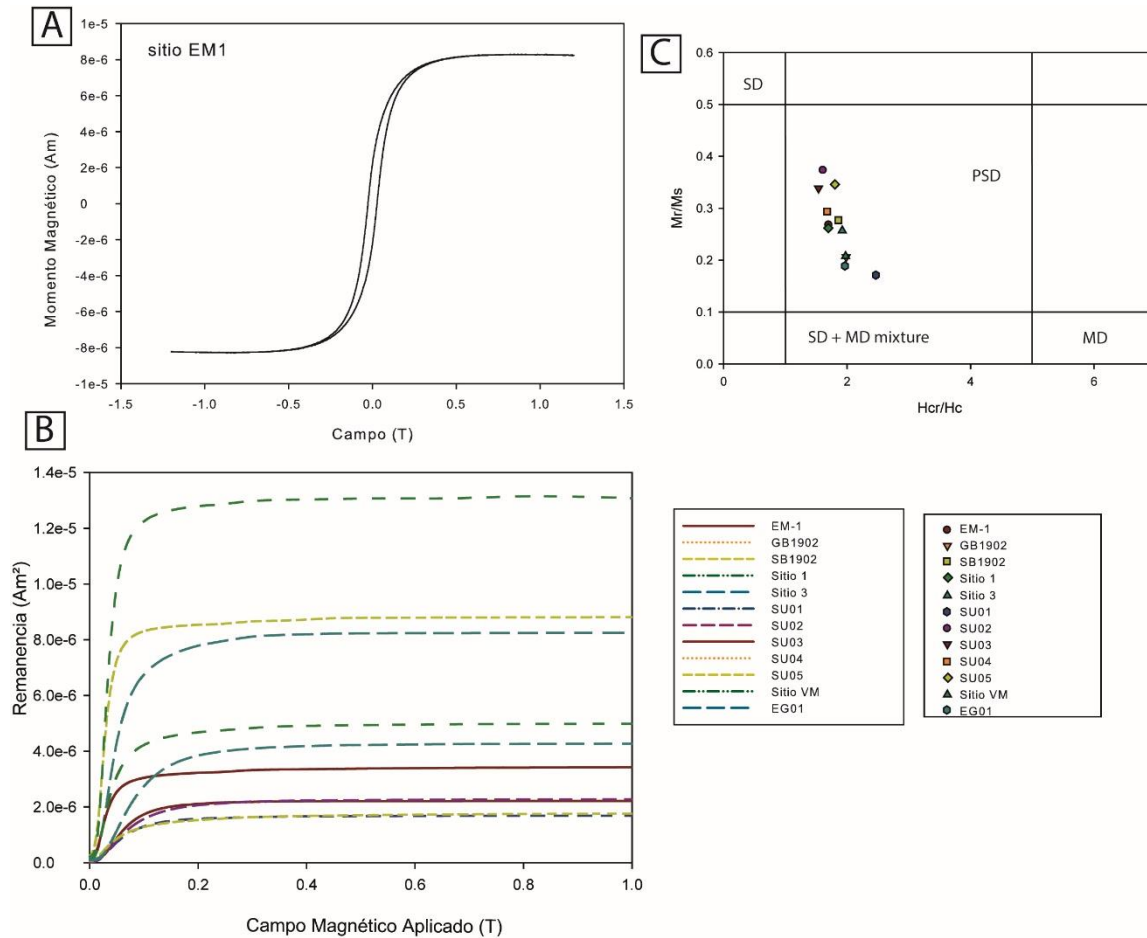 A
sitio EM1
1e-5
8e-6
6e-6
4e-6
2e-6
0
-2e-6
-4e-6
-6e-6
-8e-6
-1e-5
Momento Magnético (Am)
-1.5
-1.0
-0.5
0.0
0.5
1.0
1.5
Campo (T)
C
0.6
0.5
0.4
0.3
0.2
0.1
0.0
Mr/Ms
SD
PSD
SD + MD mixture
MD
0
2
4
6
Hcr/Hc
B
1.4e-5
1.2e-5
1.0e-5
8.0e-6
6.0e-6
4.0e-6
2.0e-6
0.0
Remanencia (Am²)
0.0
0.2
0.4
0.6
0.8
1.0
Campo Magnético Aplicado (T)
EM-1
GB1902
SB1902
Sitio 1
Sitio 3
SU01
SU02
SU03
SU04
SU05
Sitio VM
EG01
EM-1
GB1902
SB1902
Sitio 1
Sitio 3
SU01
SU02
SU03
SU04
SU05
Sitio VM
EG01